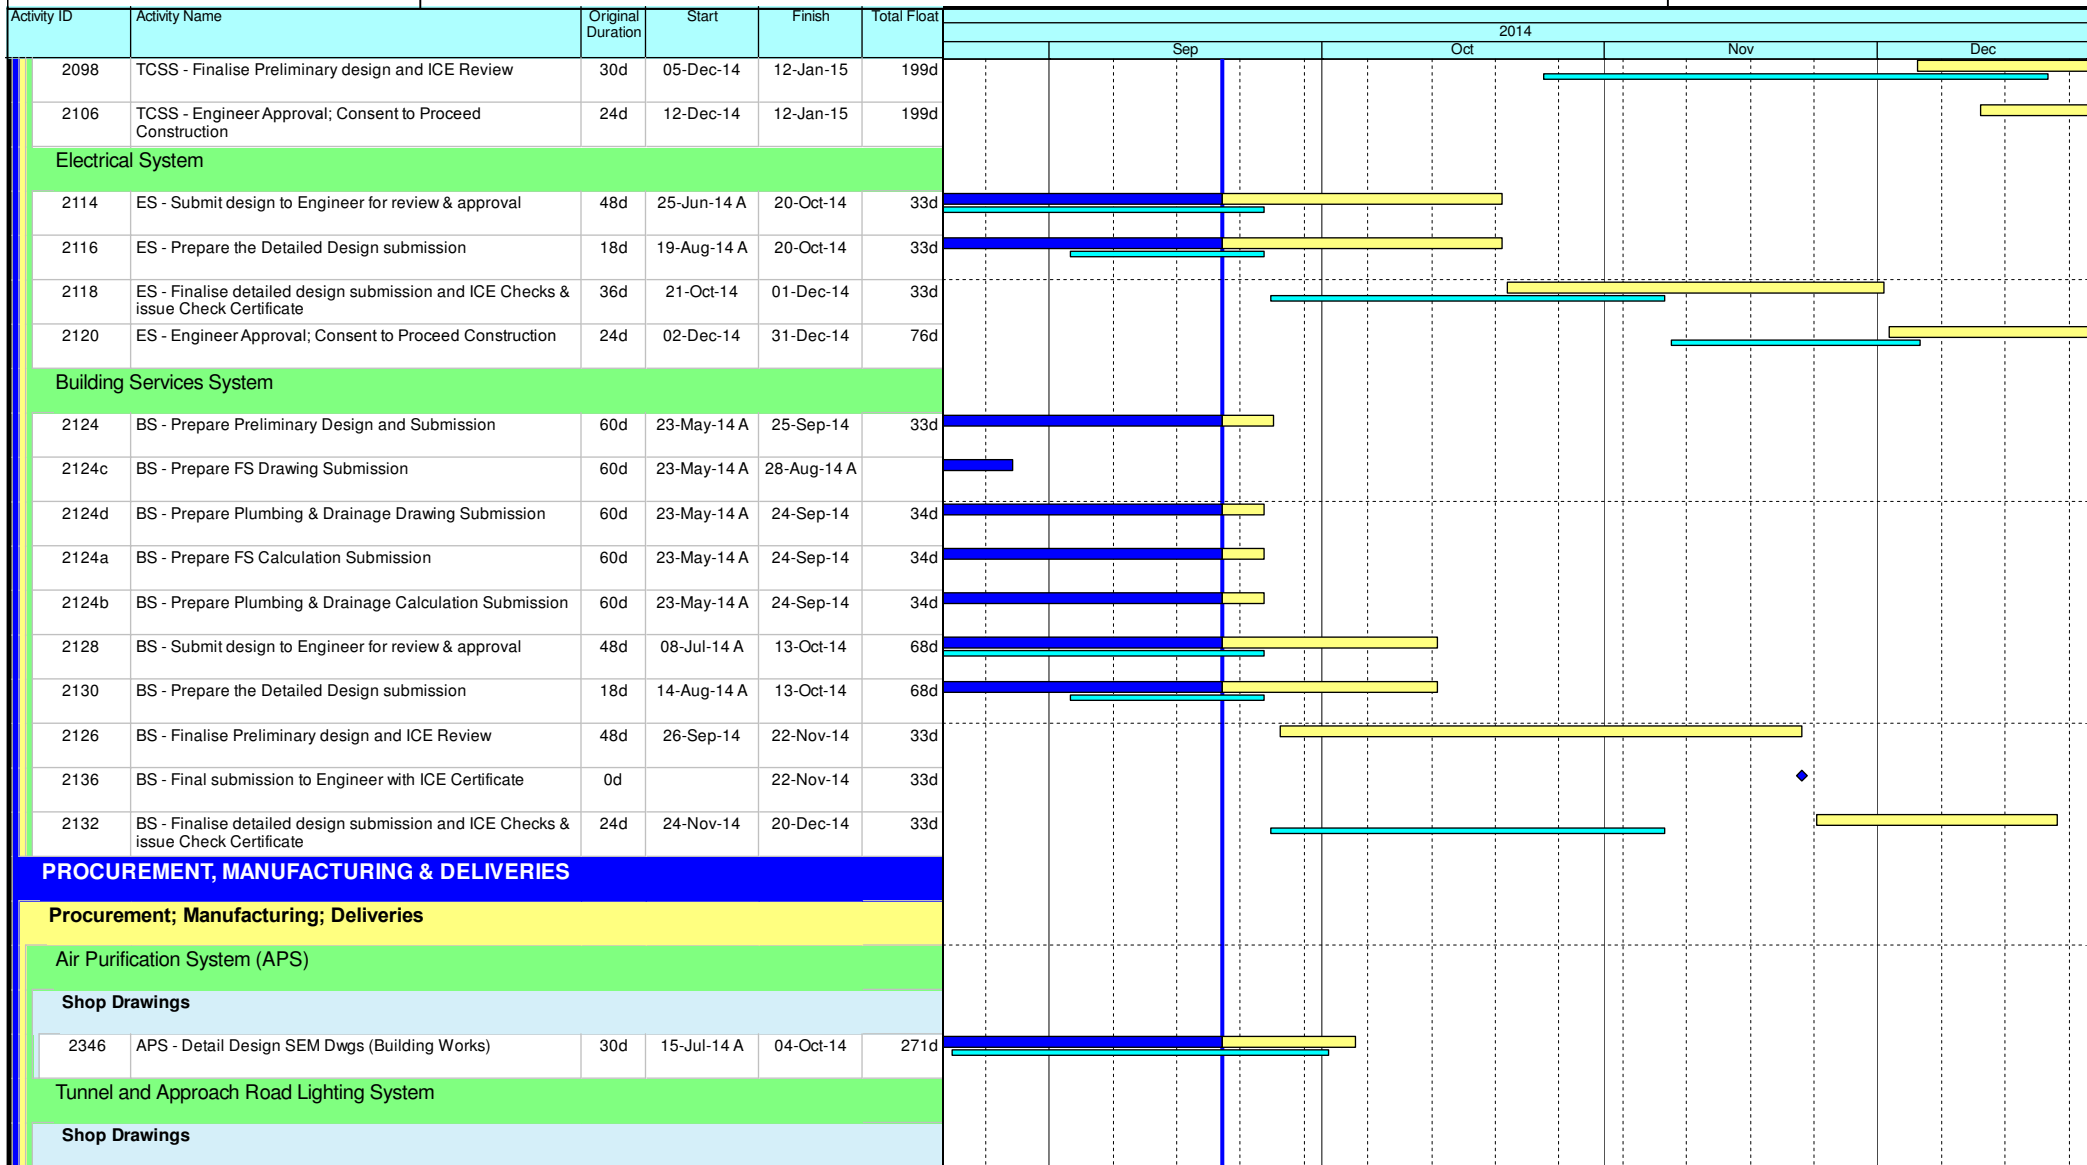 Activity ID Activity Name Original Start Finish Total Float
Duration
2014
Sep Oct Nov Dec
2098 TCSS - Finalise Preliminary design and ICE Review 30d 05-Dec-14 12-Jan-15 199d
2106 TCSS - Engineer Approval; Consent to Proceed 24d 12-Dec-14 12-Jan-15 199d
Construction
Electrical System
2114 ES - Submit design to Engineer for review & approval 48d 25-Jun-14 A 20-Oct-14 33d
2116 ES - Prepare the Detailed Design submission 18d 19-Aug-14 A 20-Oct-14 33d
2118 ES - Finalise detailed design submission and ICE Checks & 36d 21-Oct-14 01-Dec-14 33d
issue Check Certificate
2120 ES - Engineer Approval; Consent to Proceed Construction 24d 02-Dec-14 31-Dec-14 76d
Building Services System
2124 BS - Prepare Preliminary Design and Submission 60d 23-May-14 A 25-Sep-14 33d
2124c BS - Prepare FS Drawing Submission 60d 23-May-14 A 28-Aug-14 A
2124d BS - Prepare Plumbing & Drainage Drawing Submission 60d 23-May-14 A 24-Sep-14 34d
2124a BS - Prepare FS Calculation Submission 60d 23-May-14 A 24-Sep-14 34d
2124b BS - Prepare Plumbing & Drainage Calculation Submission 60d 23-May-14 A 24-Sep-14 34d
2128 BS - Submit design to Engineer for review & approval 48d 08-Jul-14 A 13-Oct-14 68d
2130 BS - Prepare the Detailed Design submission 18d 14-Aug-14 A 13-Oct-14 68d
2126 BS - Finalise Preliminary design and ICE Review 48d 26-Sep-14 22-Nov-14 33d
2136 BS - Final submission to Engineer with ICE Certificate 0d 22-Nov-14 33d
2132 BS - Finalise detailed design submission and ICE Checks & 24d 24-Nov-14 20-Dec-14 33d
issue Check Certificate
PROCUREMENT, MANUFACTURING & DELIVERIES
Procurement; Manufacturing; Deliveries
Air Purification System (APS)
Shop Drawings
2346 APS - Detail Design SEM Dwgs (Building Works) 30d 15-Jul-14 A 04-Oct-14 271d
Tunnel and Approach Road Lighting System
Shop Drawings